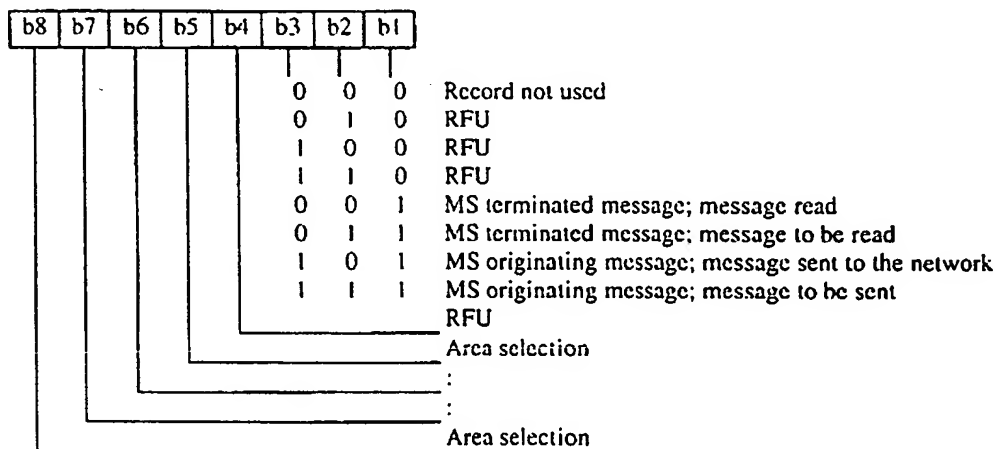 b8 b7 b6 b5 b4 b3 b2 b1
0 0 0 Record not used
0 1 0 RFU
1 0 0 RFU
1 1 0 RFU
0 0 1 MS terminated message; message read
0 1 1 MS terminated message; message to be read
1 0 1 MS originating message; message sent to the network
1 1 1 MS originating message; message to be sent
RFU
Area selection
:
:
Area selection